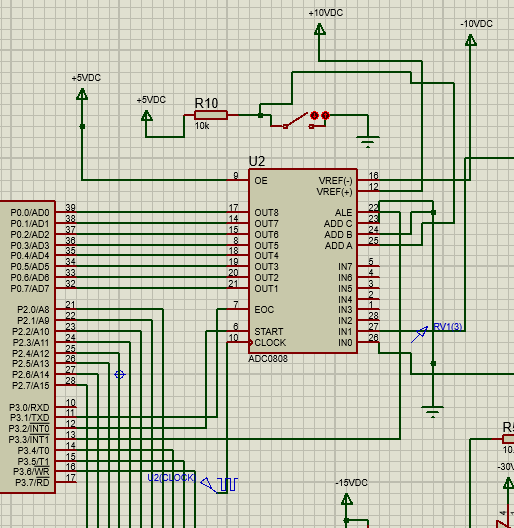 +10VDC
-10VDC
+5VDC
+5VDC
R10
10k
U2
9 OE VREF(-) 16
VREF(+) 12
P0.0/AD0 39 17 OUT8 ALE 22
P0.1/AD1 38 14 OUT7 ADD C 23
P0.2/AD2 37 15 OUT6 ADD B 24
P0.3/AD3 36 8 OUT5 ADD A 25
P0.4/AD4 35 18 OUT4
P0.5/AD5 34 19 OUT3 IN7 5
P0.6/AD6 33 20 OUT2 IN6 4
P0.7/AD7 32 21 OUT1 IN5 3
IN4 2
P2.0/A8 21 7 EOC IN3 1
P2.1/A9 22 IN2 28
P2.2/A10 23 6 START IN1 27 RV1(3)
P2.3/A11 24 10 CLOCK IN0 26
P2.4/A12 25 ADC0808
P2.5/A13 26
P2.6/A14 27
P2.7/A15 28
P3.0/RXD 10
P3.1/TXD 11
P3.2/INT0 12
P3.3/INT1 13
P3.4/T0 14
P3.5/T1 15
P3.6/WR 16
P3.7/RD 17
U2(CLOCK)
-15VDC
10.
-30V
4